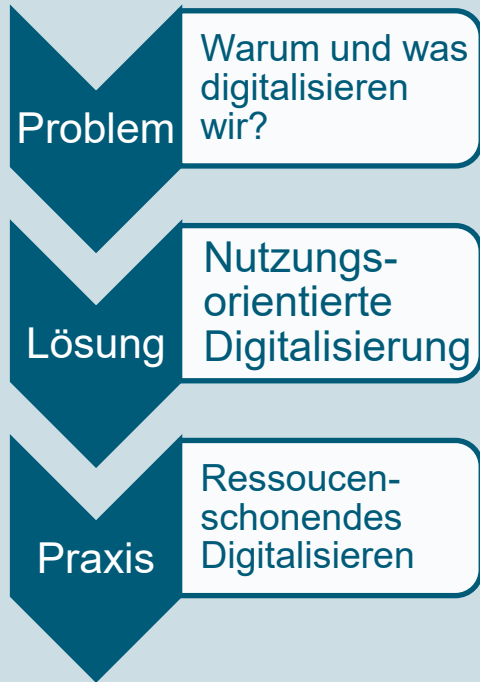 Problem
Warum und was
digitalisieren
wir?
Lösung
Nutzungs-
orientierte
Digitalisierung
Praxis
Ressoucen-
schonendes
Digitalisieren